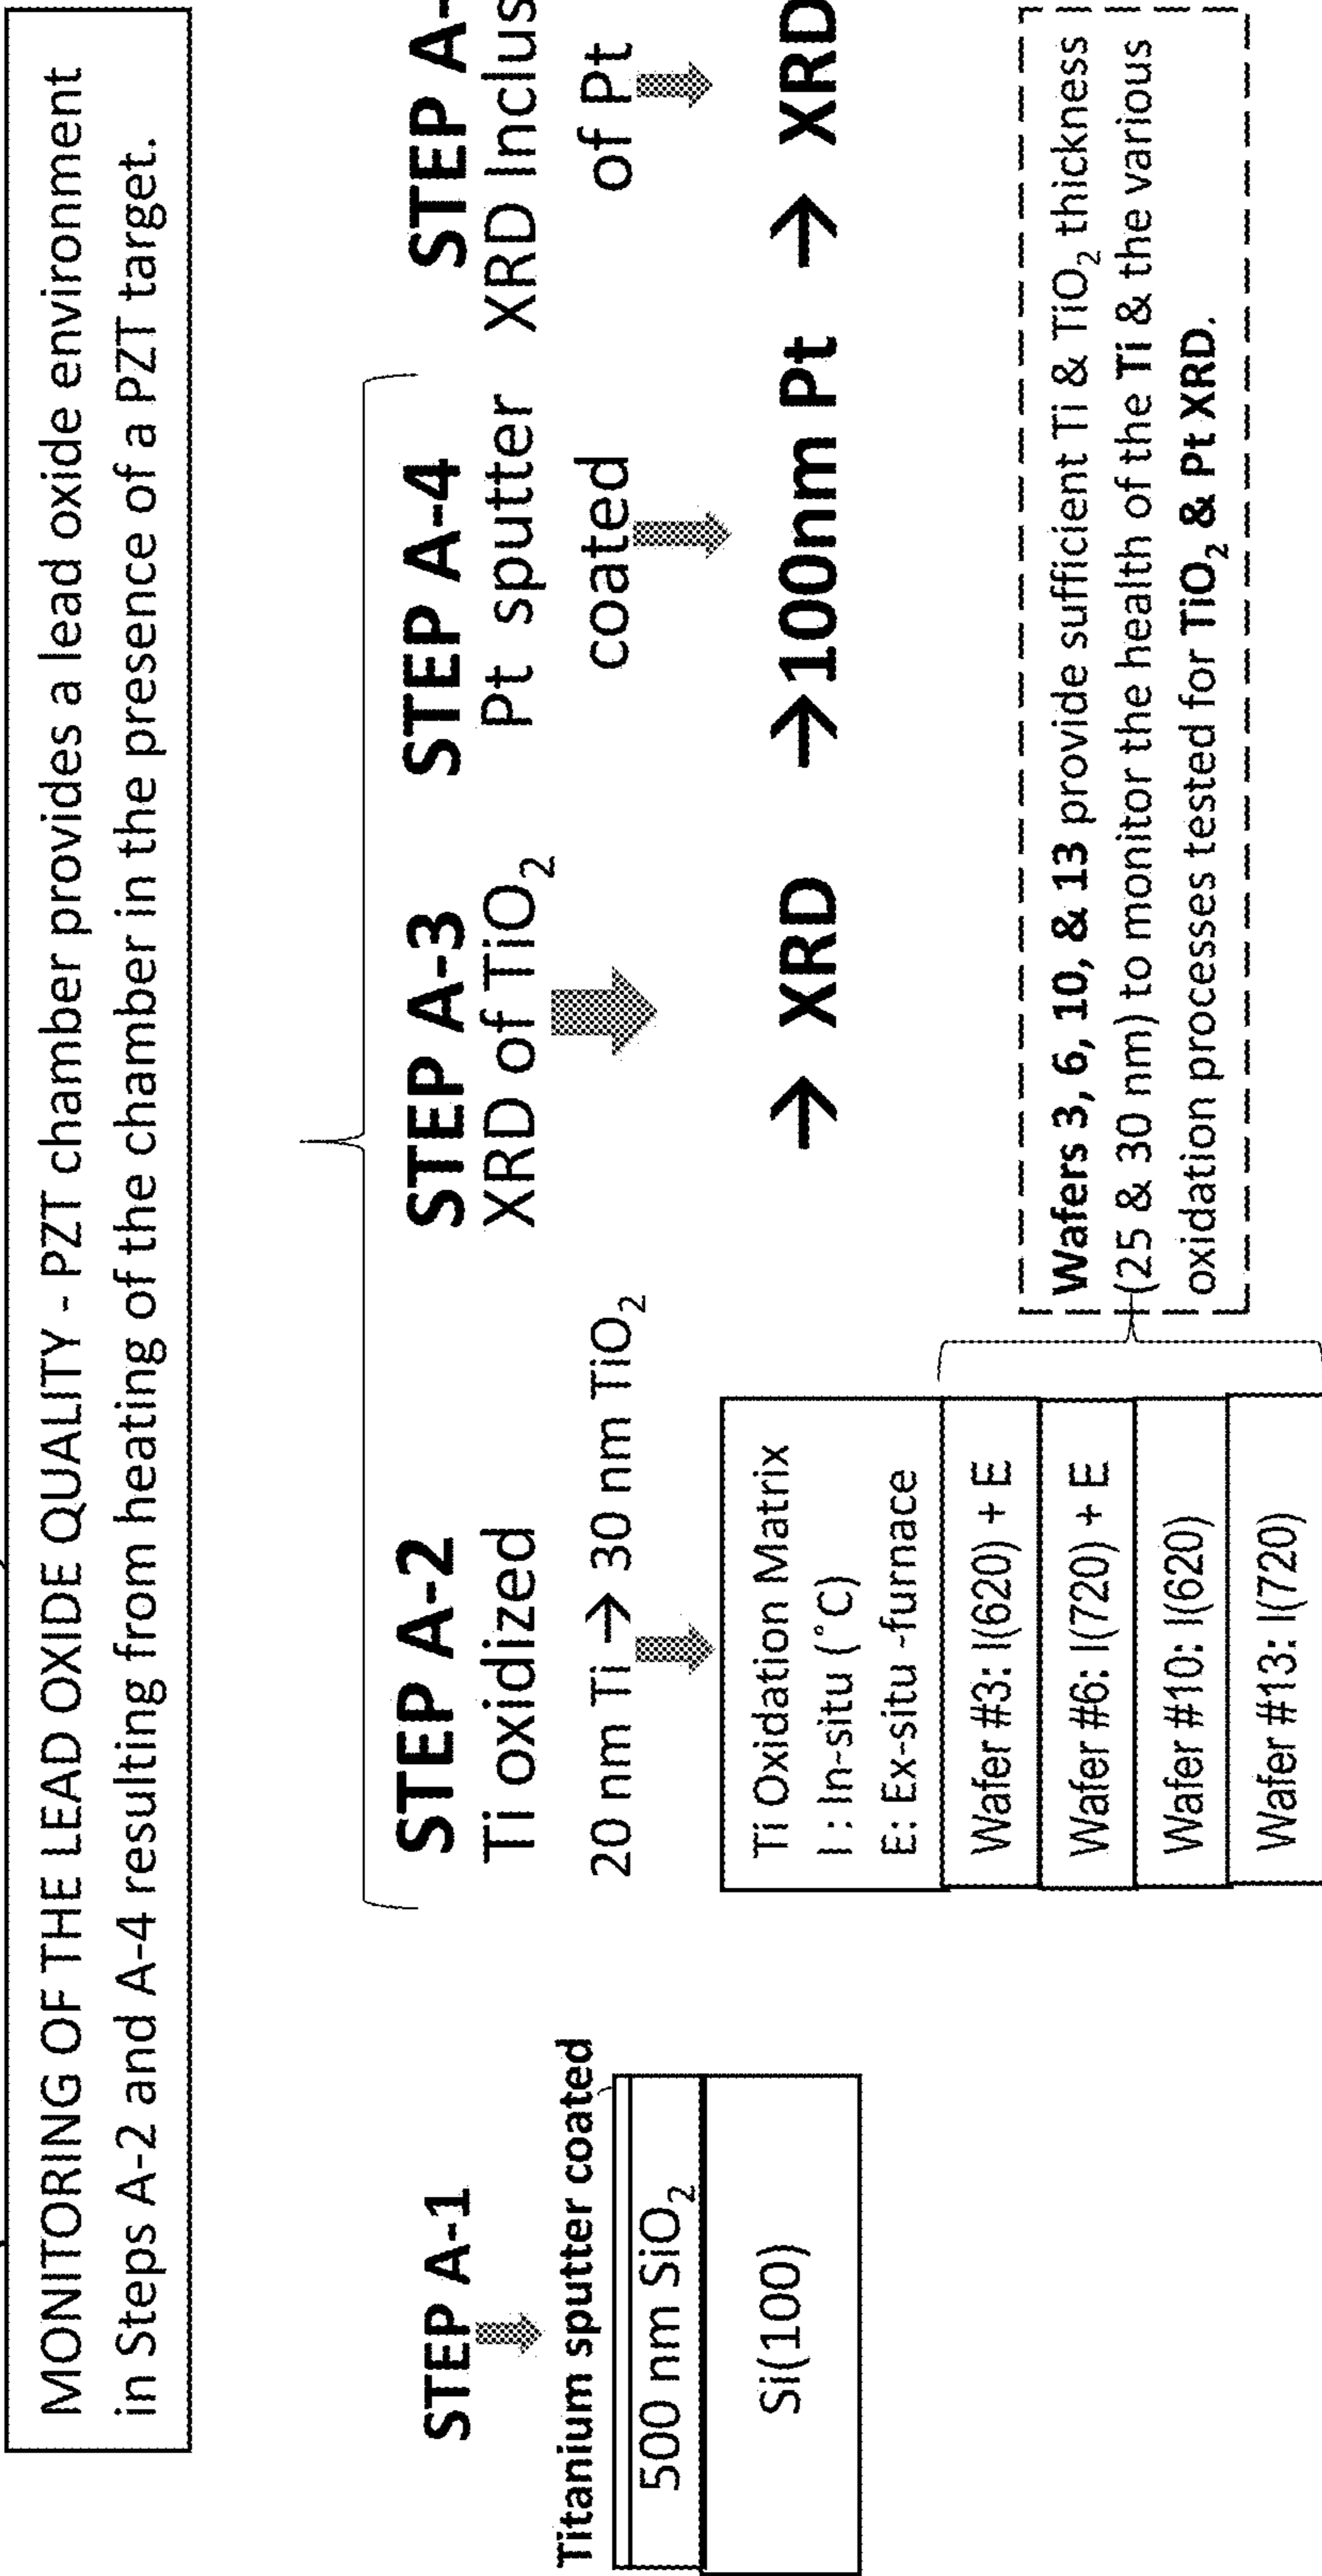 MONITORING OF THE LEAD OXIDE QUALITY - PZT chamber provides a lead oxide environment
in Steps A-2 and A-4 resulting from heating of the chamber in the presence of a PZT target.
STEP A-1
Titanium sputter coated
500 nm SiO₂
Si(100)
STEP A-2
Ti oxidized
20 nm Ti → 30 nm TiO₂
Ti Oxidation Matrix
I : In-situ (°C)
E: Ex-situ -furnace
Wafer #3: I(620) + E
Wafer #6: I(720) + E
Wafer #10: I(620)
Wafer #13: I(720)
STEP A-3
XRD of TiO₂
→ XRD
STEP A-4
Pt sputter
coated
→100nm Pt
STEP A-
XRD Inclus
of Pt
→ XRD
Wafers 3, 6, 10, & 13 provide sufficient Ti & TiO₂ thickness
(25 & 30 nm) to monitor the health of the Ti & the various
oxidation processes tested for TiO₂ & Pt XRD.